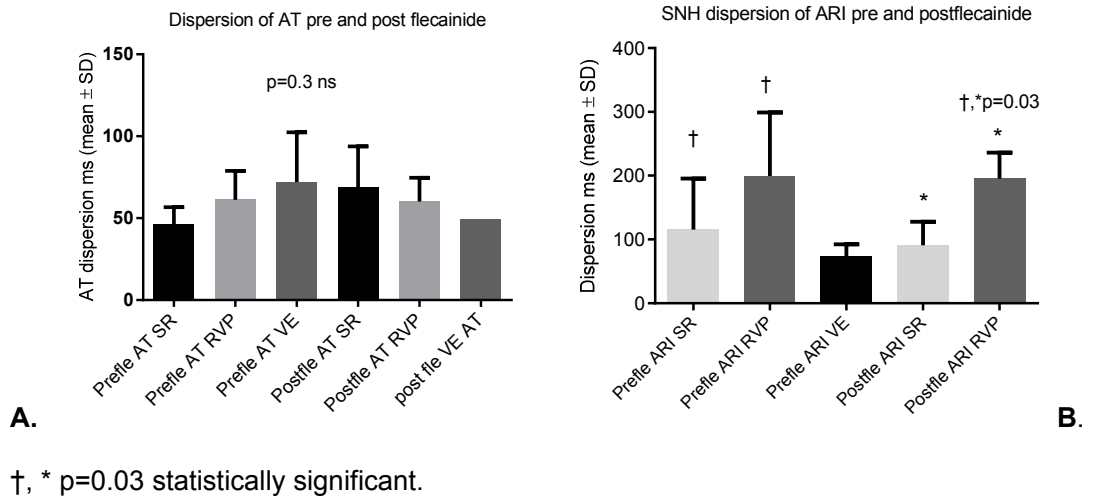 Dispersion of AT pre and post flecainide
AT dispersion ms (mean ± SD)
150
100
50
0
p=0.3 ns
Prefle AT SR
Prefle AT RVP
Prefle AT VE
Postfle AT SR
Postfle AT RVP
post fle VE AT
A.
SNH dispersion of ARI pre and postflecainide
Dispersion ms (mean ± SD)
400
300
200
100
0
†
†
*
†,*p=0.03
*
Prefle ARI SR
Prefle ARI RVP
Prefle ARI VE
Postfle ARI SR
Postfle ARI RVP
B.
†, * p=0.03 statistically significant.